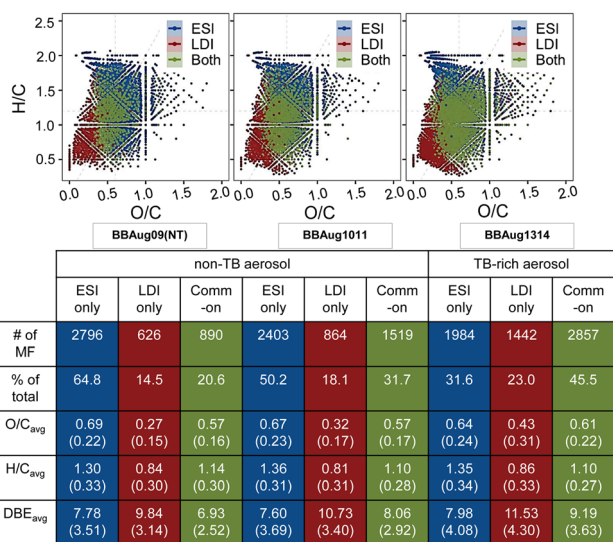 ESI
LDI
Both
ESI
LDI
Both
ESI
LDI
Both
H/C
2.5
2.0
1.5
1.0
0.5
0.0 0.5 1.0 1.5 2.0
0.0 0.5 1.0 1.5 2.0
0.0 0.5 1.0 1.5 2.0
O/C
O/C
O/C
BBAug09(NT)
BBAug1011
BBAug1314
non-TB aerosol
TB-rich aerosol
ESI only
LDI only
Comm-on
ESI only
LDI only
Comm-on
ESI only
LDI only
Comm-on
# of MF 2796 626 890 2403 864 1519 1984 1442 2857
% of total 64.8 14.5 20.6 50.2 18.1 31.7 31.6 23.0 45.5
O/Cavg 0.69 0.27 0.57 0.67 0.32 0.57 0.64 0.43 0.61
(0.22) (0.15) (0.16) (0.23) (0.17) (0.17) (0.24) (0.31) (0.22)
H/Cavg 1.30 0.84 1.14 1.36 0.81 1.10 1.35 0.86 1.10
(0.33) (0.30) (0.30) (0.31) (0.31) (0.28) (0.34) (0.33) (0.27)
DBEavg 7.78 9.84 6.93 7.60 10.73 8.06 7.98 11.53 9.19
(3.51) (3.14) (2.52) (3.69) (3.40) (2.92) (4.08) (4.30) (3.63)